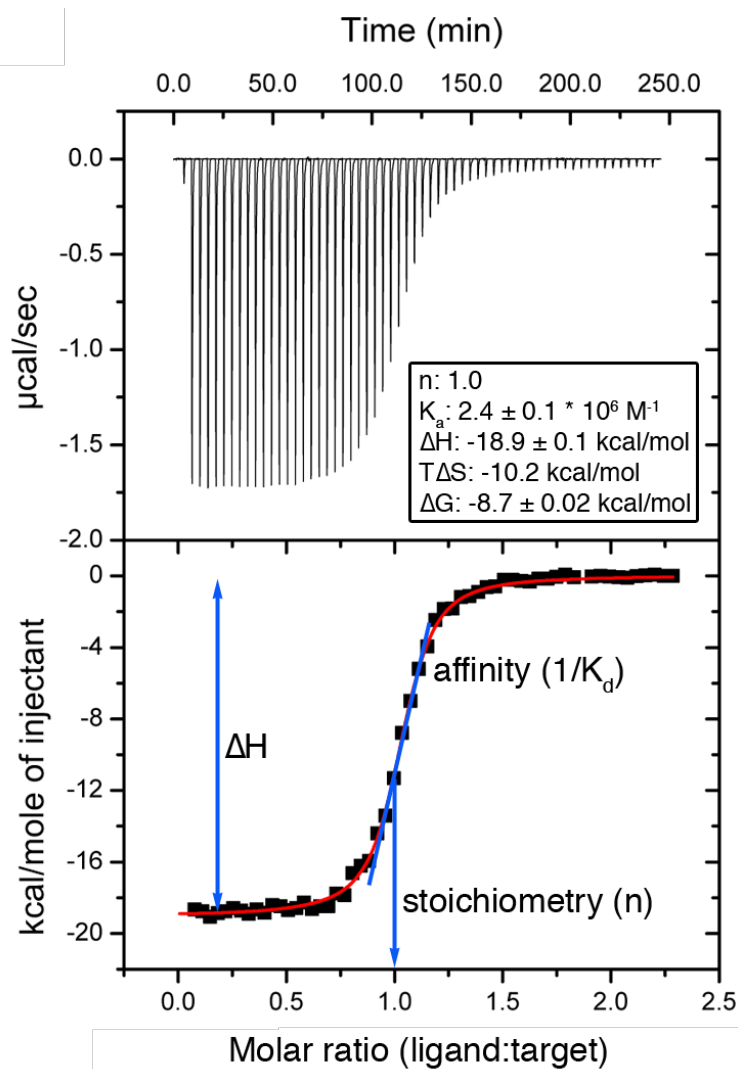 Time (min)
0.0 50.0 100.0 150.0 200.0 250.0
0.0
-0.5
-1.0
-1.5
-2.0
µcal/sec
n: 1.0
Kₐ: 2.4 ± 0.1 * 10⁶ M⁻¹
ΔH: -18.9 ± 0.1 kcal/mol
TΔS: -10.2 kcal/mol
ΔG: -8.7 ± 0.02 kcal/mol
0
-4
-8
-12
-16
-20
kcal/mole of injectant
affinity (1/K_d)
ΔH
stoichiometry (n)
0.0 0.5 1.0 1.5 2.0 2.5
Molar ratio (ligand:target)